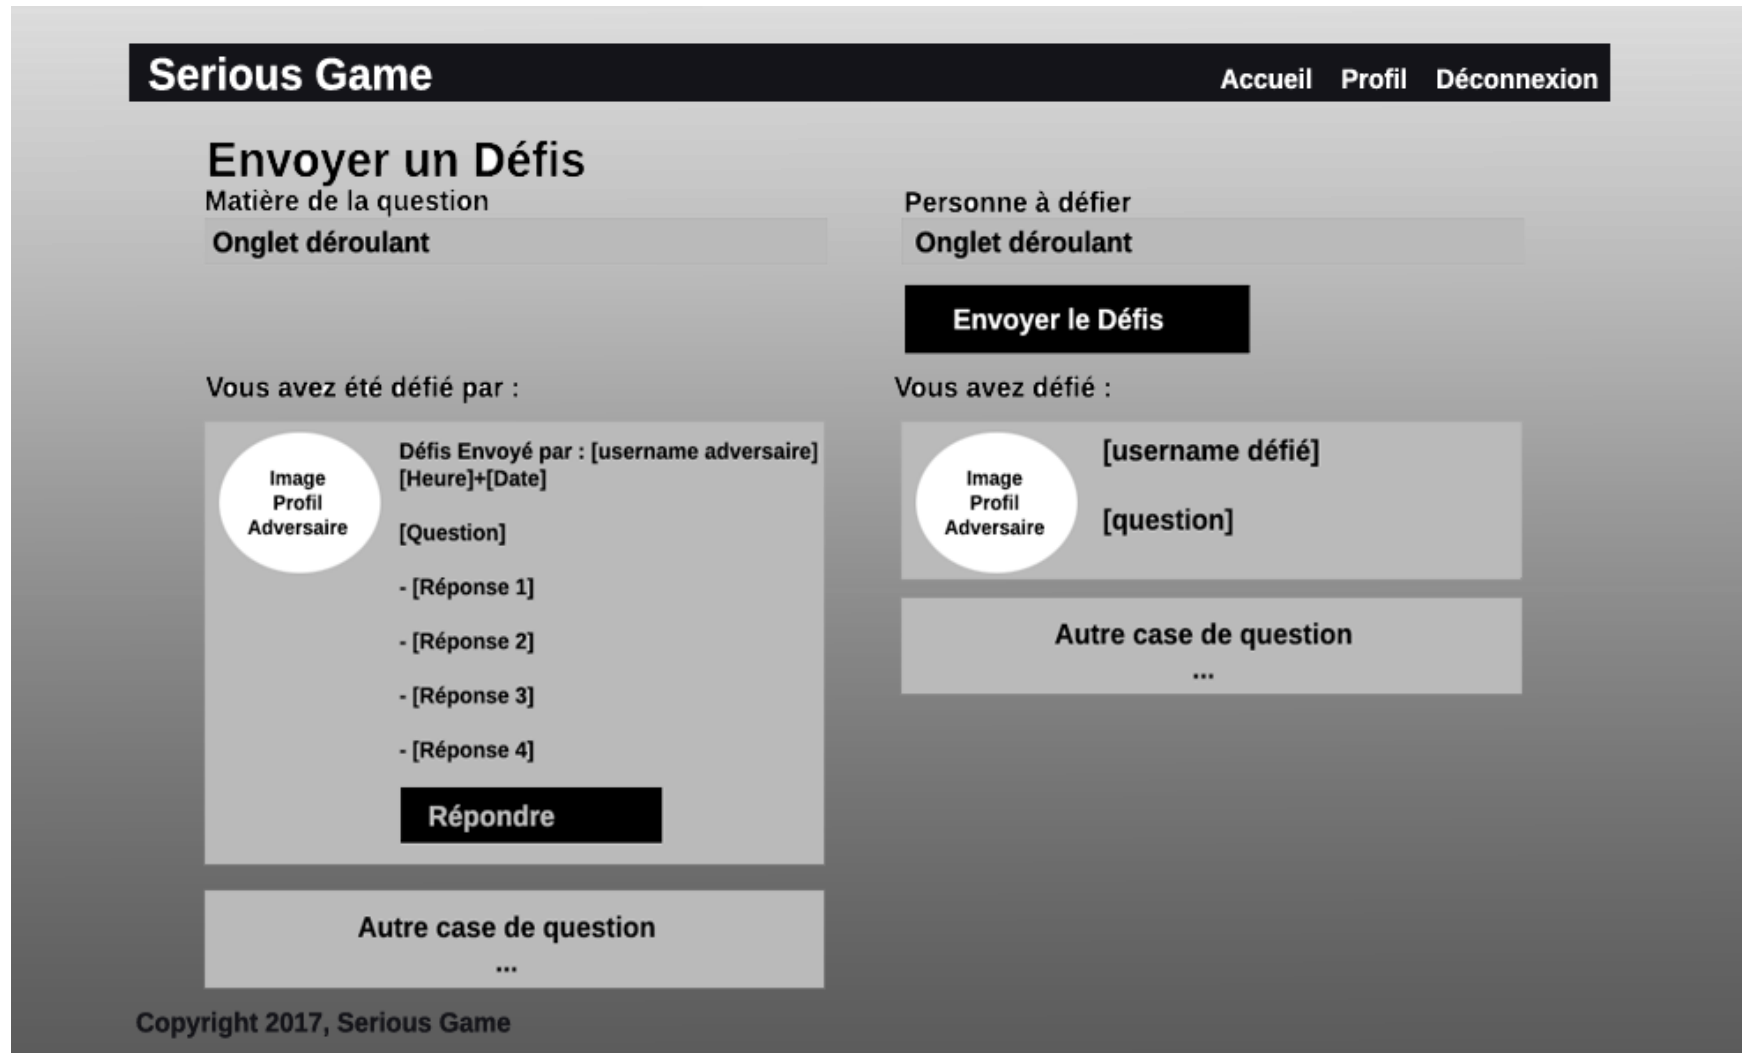 Serious Game
Accueil Profil Déconnexion
Envoyer un Défis
Matière de la question
Onglet déroulant
Personne à défier
Onglet déroulant
Envoyer le Défis
Vous avez été défié par :
Image
Profil
Adversaire
Défis Envoyé par : [username adversaire]
[Heure]+[Date]
[Question]
- [Réponse 1]
- [Réponse 2]
- [Réponse 3]
- [Réponse 4]
Répondre
Autre case de question
...
Vous avez défié :
Image
Profil
Adversaire
[username défié]
[question]
Autre case de question
...
Copyright 2017, Serious Game